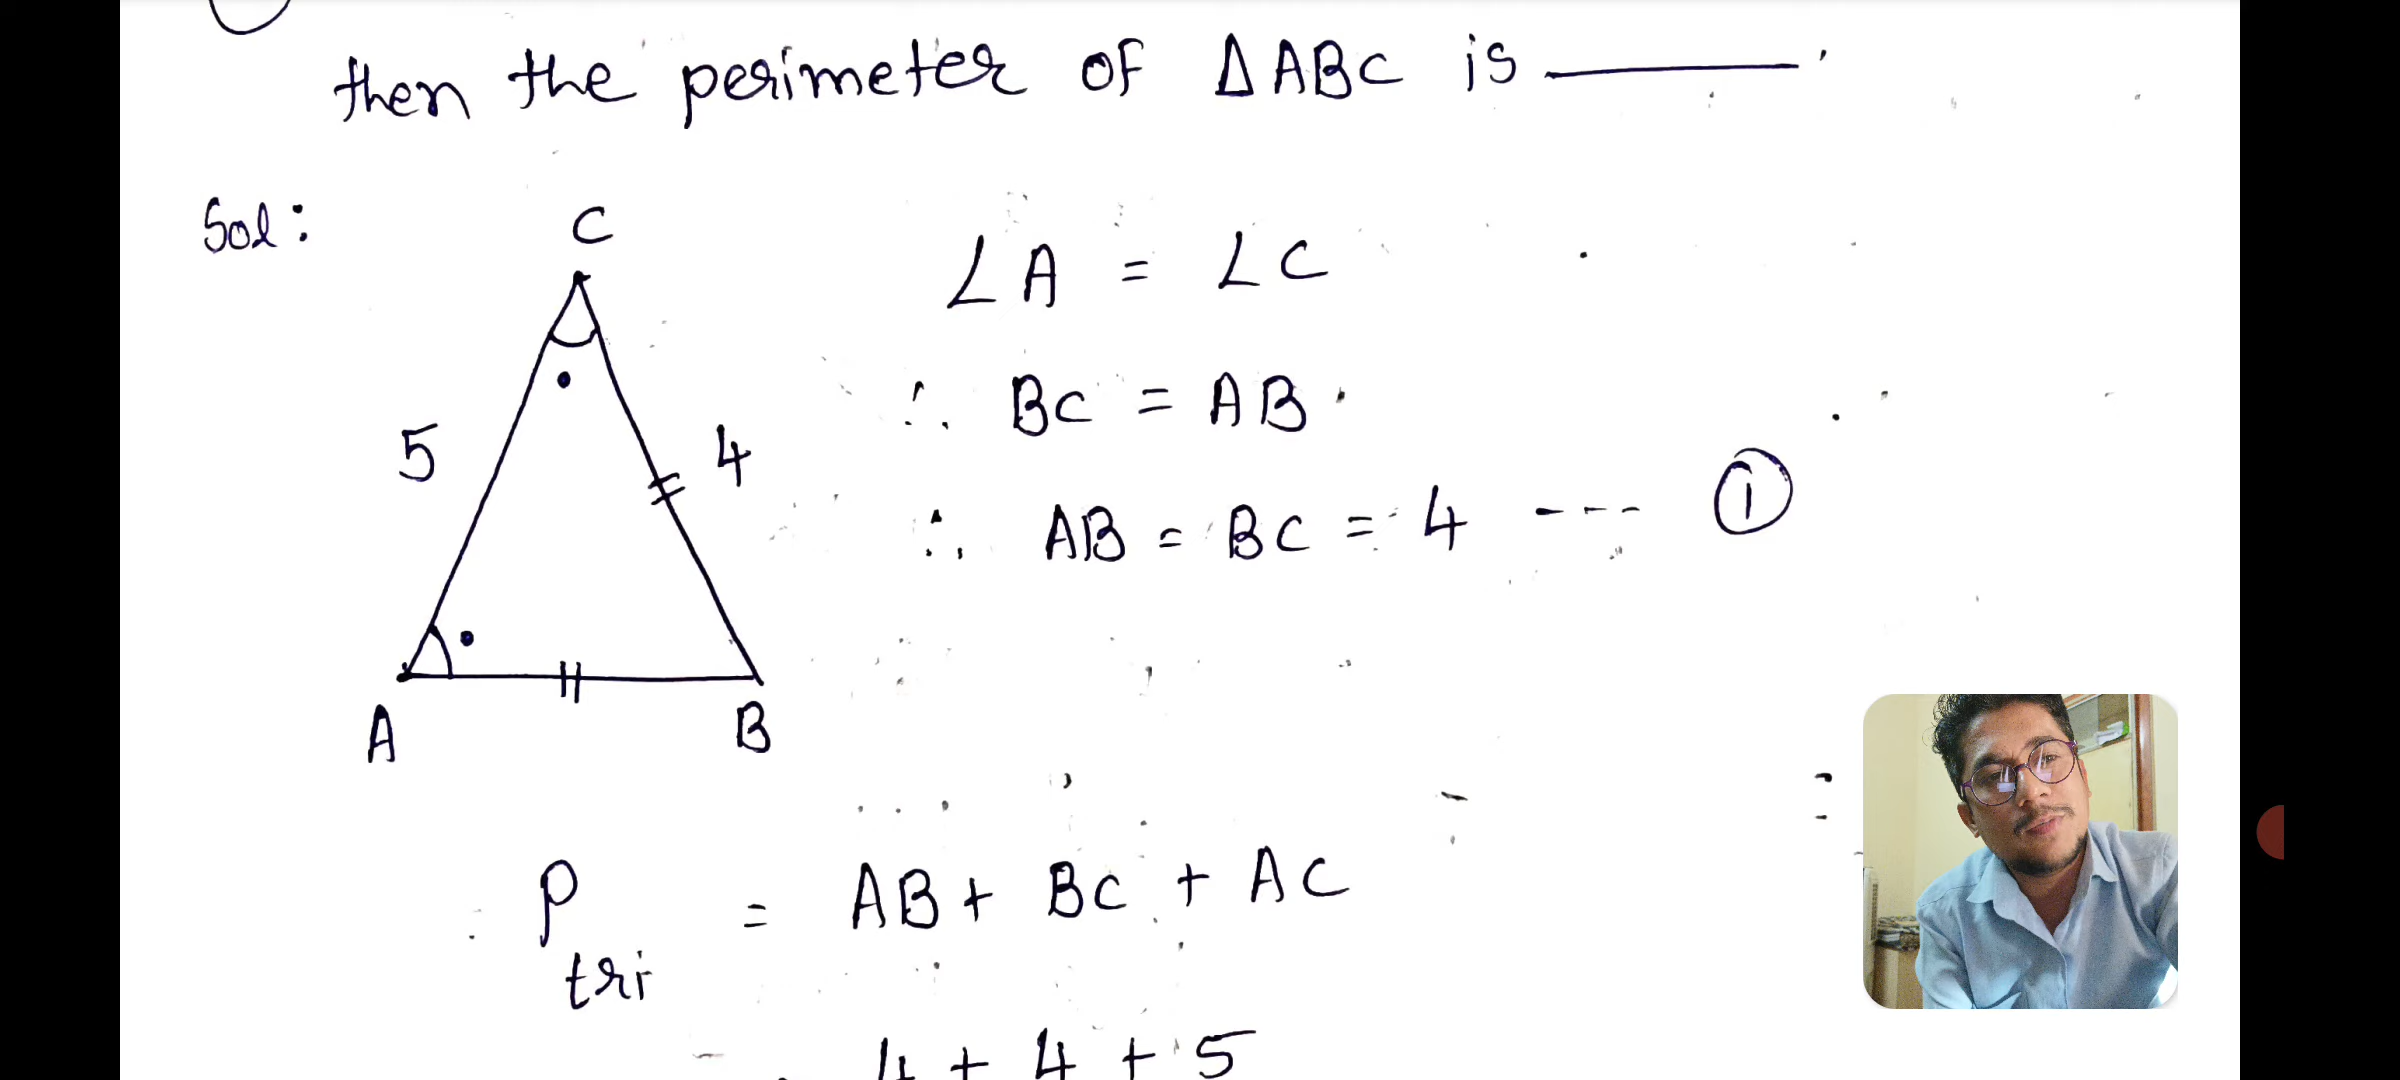 then the perimeter of ΔABC is ———.
Sol:
C
∠A = ∠C
∴ BC = AB
5
4
∴ AB = BC = 4 --- ①
A
B
P tri = AB + BC + AC
4 + 4 + 5